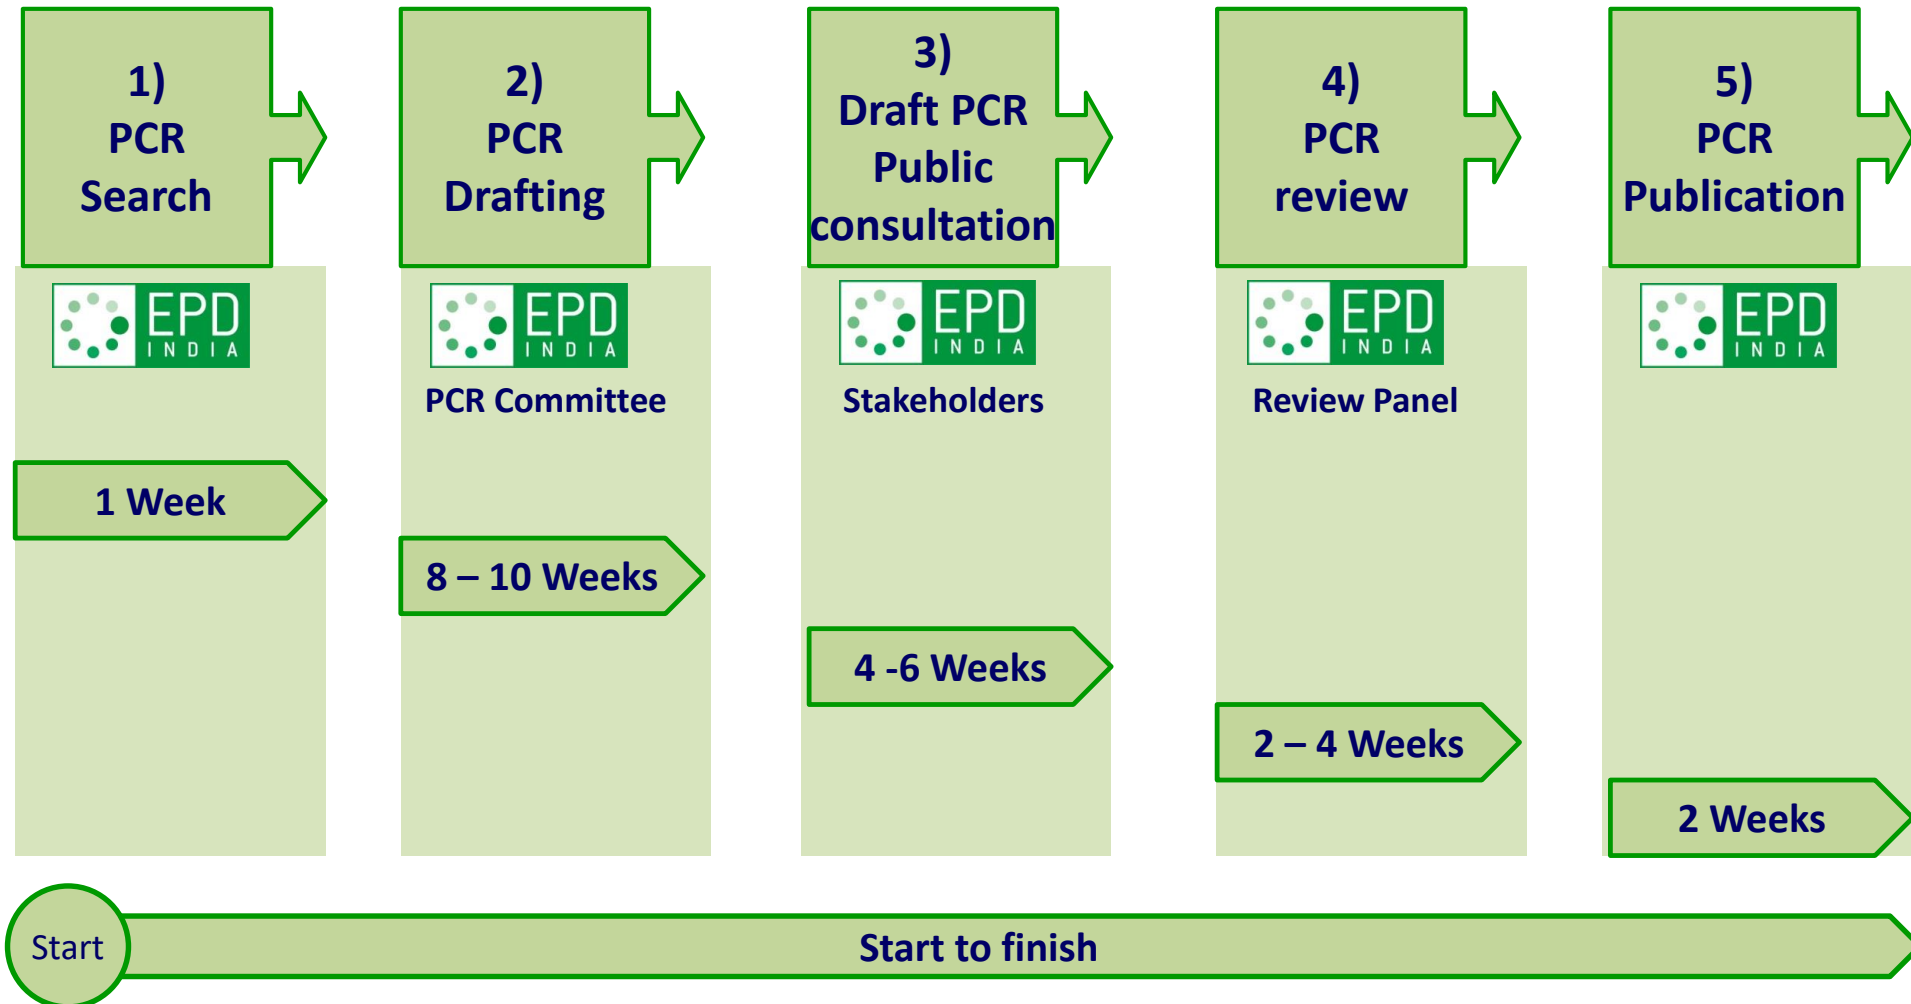 1)
PCR
Search
2)
PCR
Drafting
3)
Draft PCR
Public
consultation
4)
PCR
review
5)
PCR
Publication
EPD
INDIA
EPD
INDIA
EPD
INDIA
EPD
INDIA
EPD
INDIA
PCR Committee
Stakeholders
Review Panel
1 Week
8 – 10 Weeks
4 -6 Weeks
2 – 4 Weeks
2 Weeks
Start
Start to finish